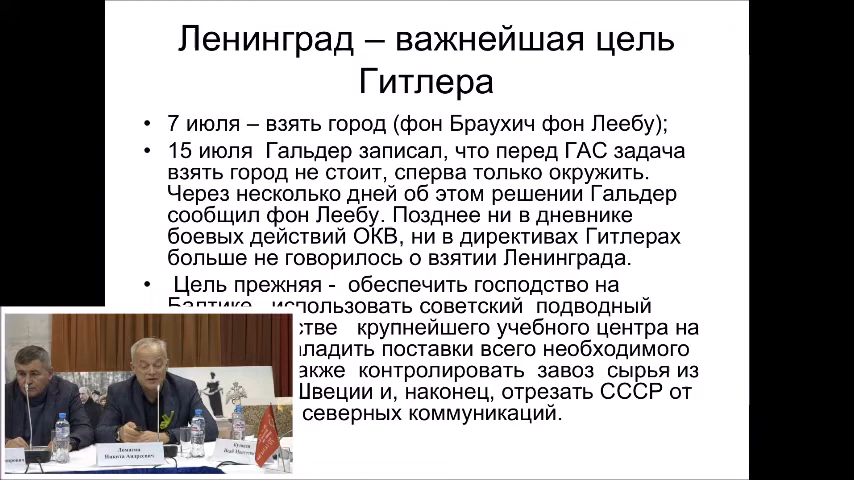 Ленинград – важнейшая цель
Гитлера
• 7 июля – взять город (фон Браухич фон Леебу);
• 15 июля Гальдер записал, что перед ГАС задача
взять город не стоит, сперва только окружить.
Через несколько дней об этом решении Гальдер
сообщил фон Леебу. Позднее ни в дневнике
боевых действий ОКВ, ни в директивах Гитлерах
больше не говорилось о взятии Ленинграда.
• Цель прежняя - обеспечить господство на
Балтике, использовать советский подводный
стве крупнейшего учебного центра на
аладить поставки всего необходимого
акже контролировать завоз сырья из
Швеции и, наконец, отрезать СССР от
северных коммуникаций.
Ломагин
Никита Андреевич